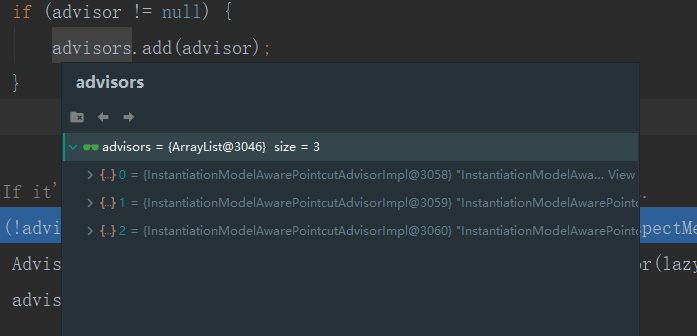 if (advisor != null) {
advisors.add(advisor);
}
advisors
advisors = {ArrayList@3046} size = 3
0 = {InstantiationModelAwarePointcutAdvisorImpl@3058} "InstantiationModelAwa... View
If it'
1 = {InstantiationModelAwarePointcutAdvisorImpl@3059} "InstantiationModelAwarePointc
(!advi
pectMe
2 = {InstantiationModelAwarePointcutAdvisorImpl@3060} "InstantiationModelAwarePointc
Advis
or(lazy
advis